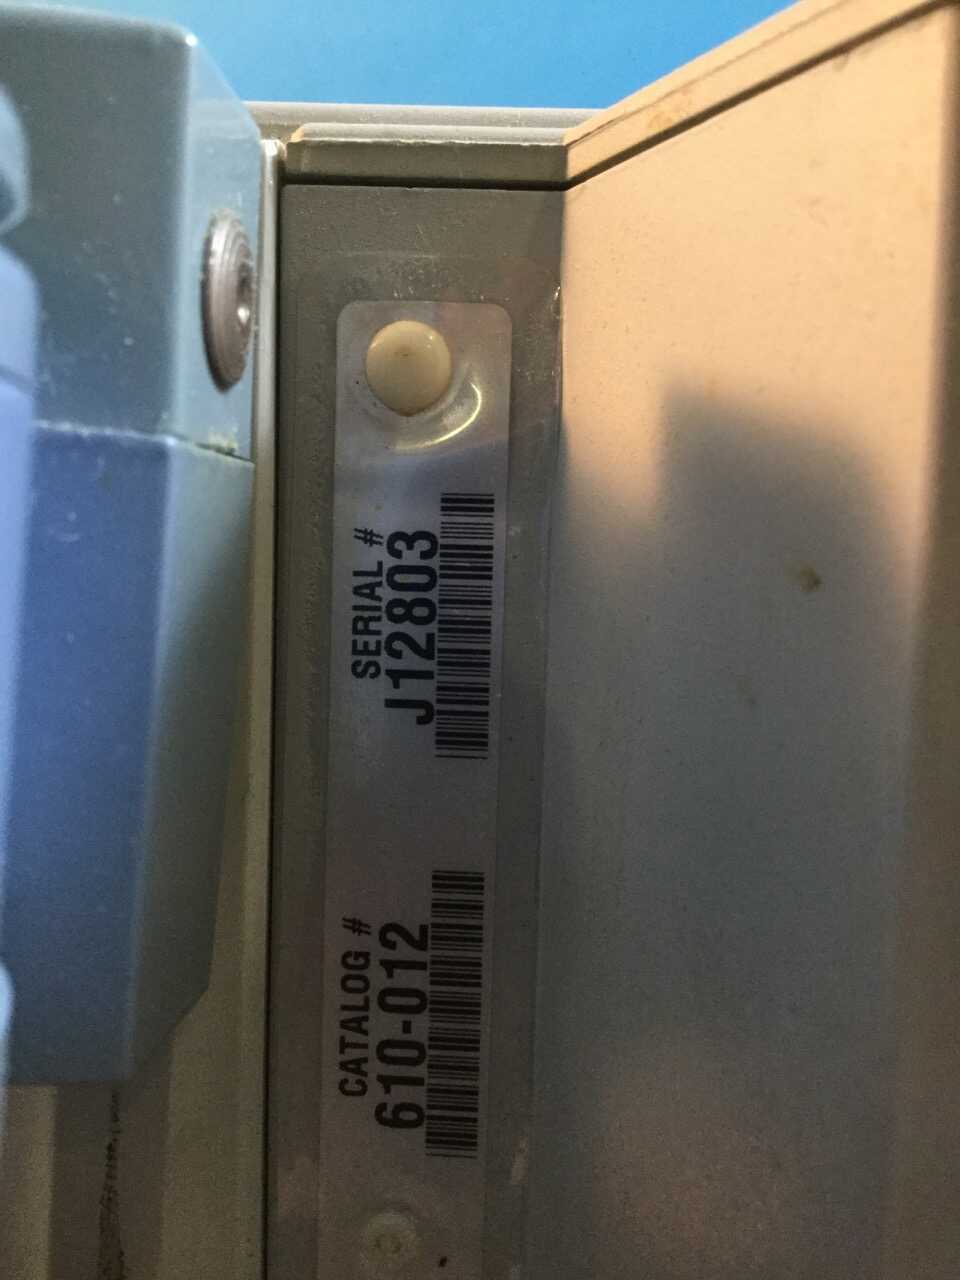 SERIAL #
J12803
CATALOG #
610-012